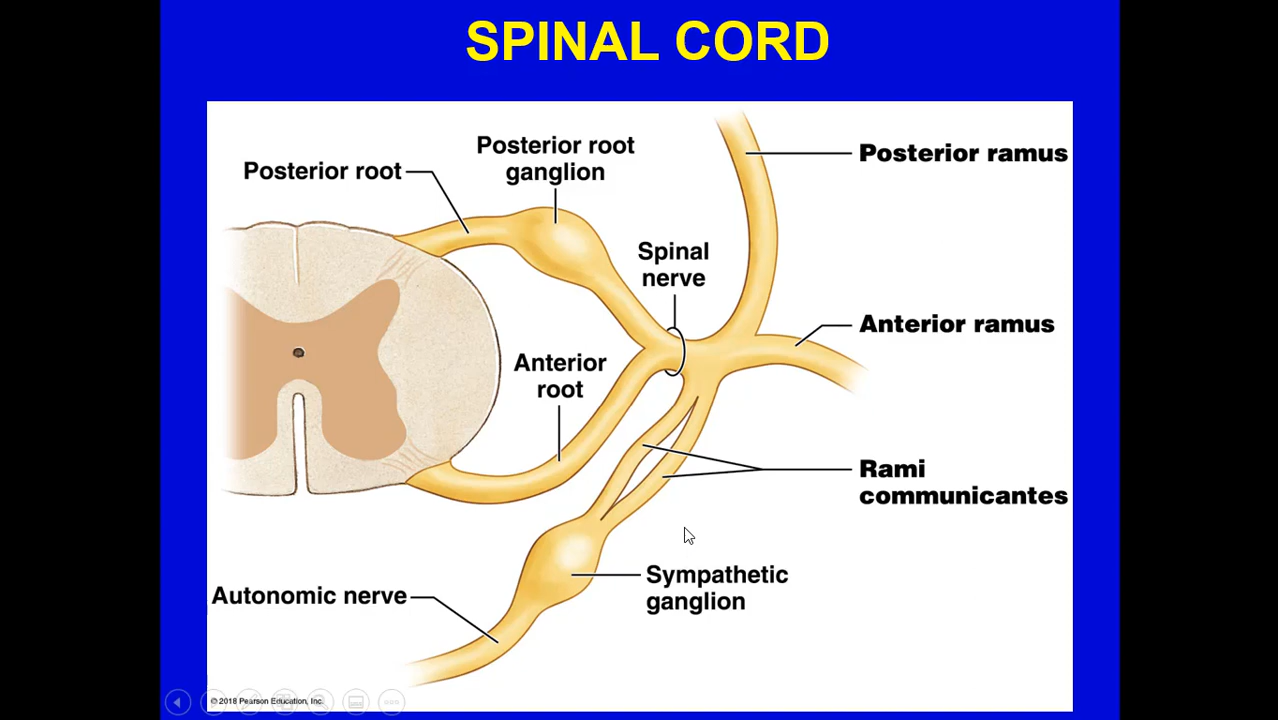 SPINAL CORD
Posterior root
ganglion
Posterior ramus
Posterior root
Spinal
nerve
Anterior ramus
Anterior
root
Rami
communicantes
Sympathetic
ganglion
Autonomic nerve
© 2018 Pearson Education, Inc.